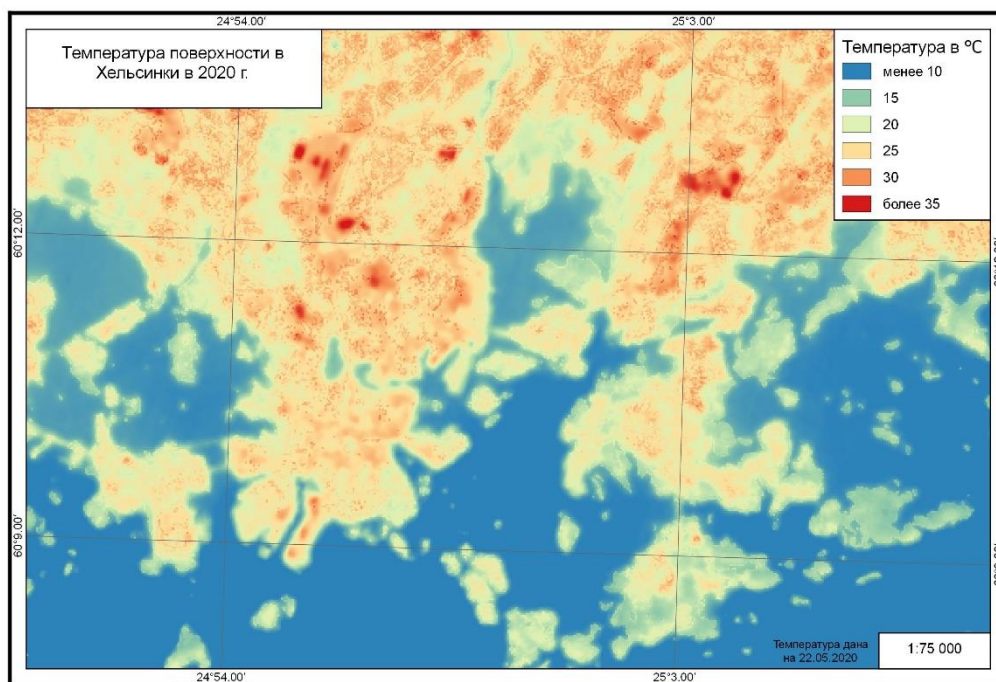 24°54.00′
25°3.00′
Температура поверхности в
Хельсинки в 2020 г.
Температура в °C
менее 10
15
20
25
30
более 35
60°12.00′
60°9.00′
Температура дана
на 22.05.2020
1:75 000
24°54.00′
25°3.00′